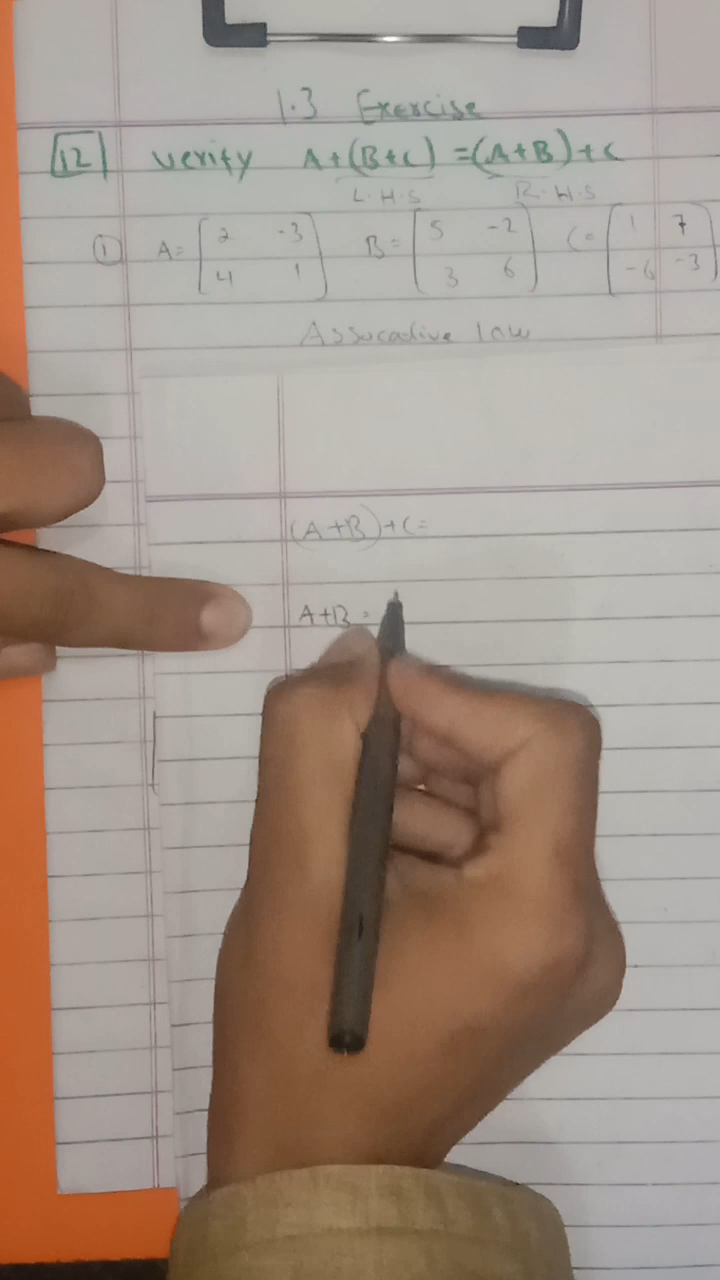 1.3 Exercise
12 verify A+(B+C) = (A+B)+C
L.H.S R.H.S
① A= [ 2 -3 B= [ 5 -2 C= [ 1 7
4 1 ] 3 6 ] -6 -3 ]
Assocative law
(A+B)+C=
A+B =